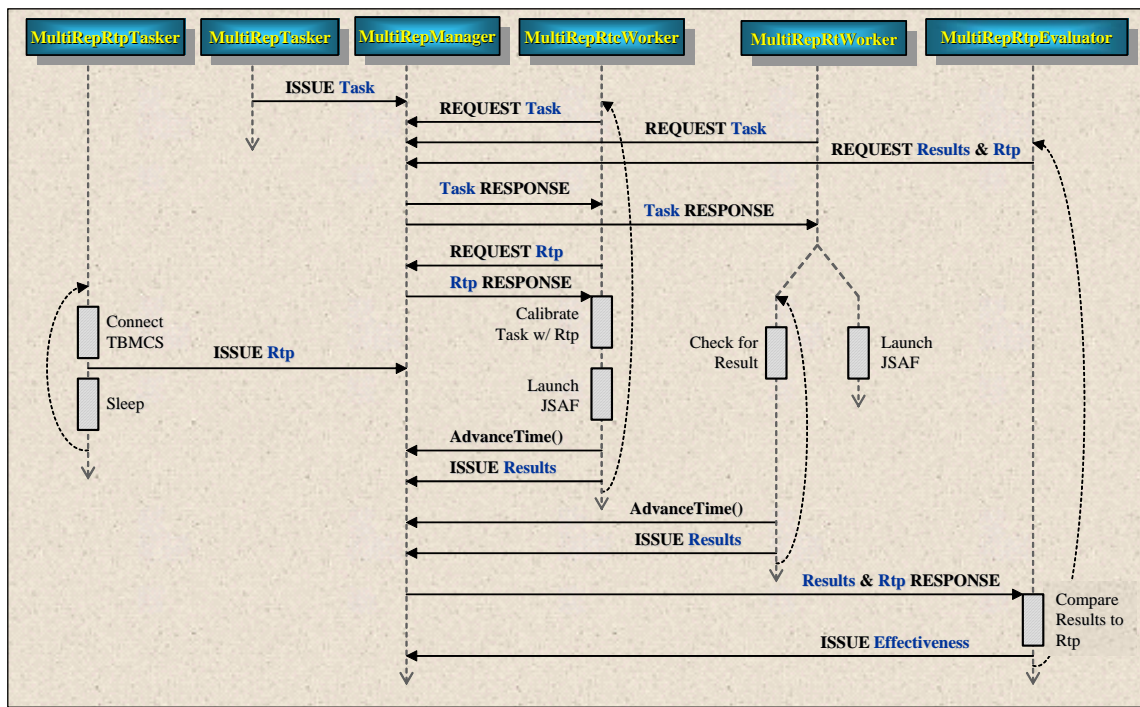 MultiRepRtpTasker
MultiRepTasker
MultiRepManager
MultiRepRtcWorker
MultiRepRtWorker
MultiRepRtpEvaluator
ISSUE Task
REQUEST Task
REQUEST Task
REQUEST Results & Rtp
Task RESPONSE
Task RESPONSE
REQUEST Rtp
Rtp RESPONSE
Connect
TBMCS
Calibrate
Task w/ Rtp
Check for
Result
Launch
JSAF
ISSUE Rtp
Sleep
Launch
JSAF
AdvanceTime()
ISSUE Results
AdvanceTime()
ISSUE Results
Results & Rtp RESPONSE
Compare
Results to
Rtp
ISSUE Effectiveness